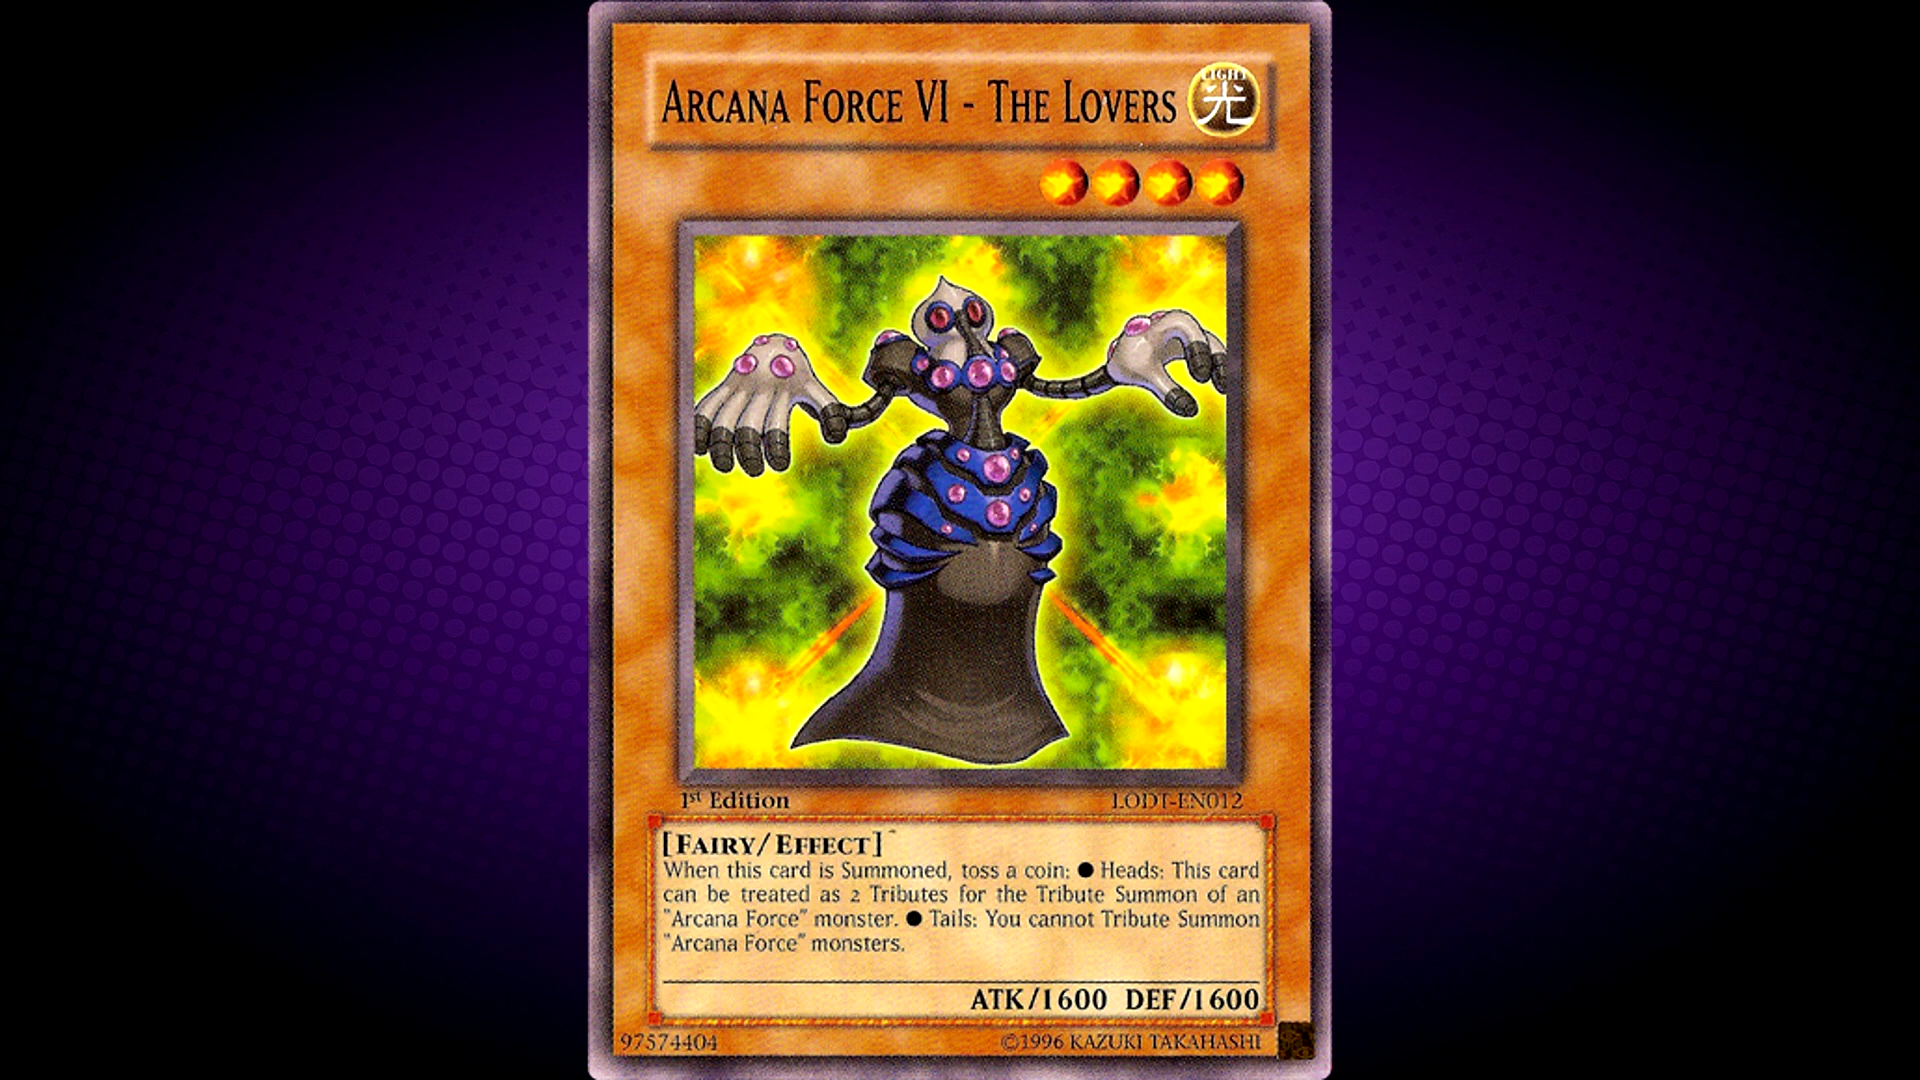 ARCANA FORCE VI - THE LOVERS
LIGHT
光
1st Edition
LODT-EN012
[FAIRY/EFFECT]
When this card is Summoned, toss a coin: ● Heads: This card
can be treated as 2 Tributes for the Tribute Summon of an
"Arcana Force" monster. ● Tails: You cannot Tribute Summon
"Arcana Force" monsters.
ATK/1600 DEF/1600
97574404
©1996 KAZUKI TAKAHASHI